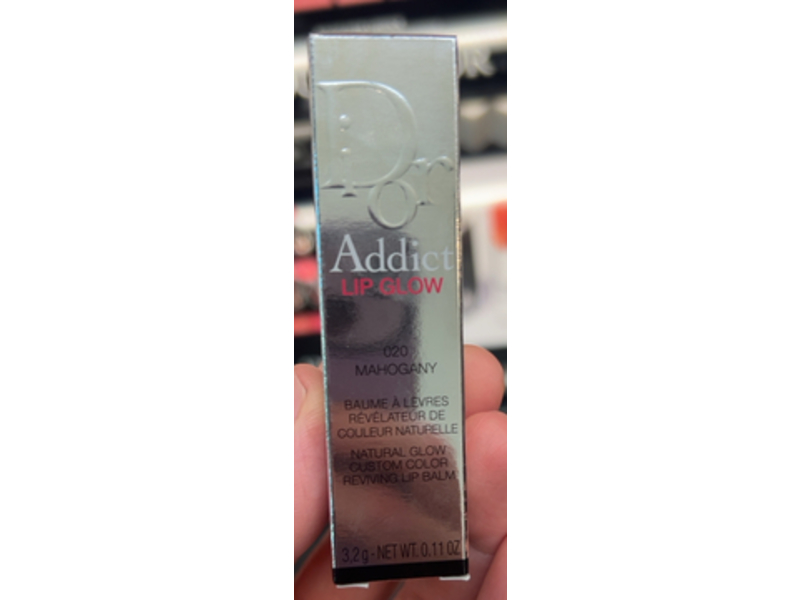 Dior
Addict
LIP GLOW
020
MAHOGANY
BAUME À LÈVRES
RÉVÉLATEUR DE
COULEUR NATURELLE
NATURAL GLOW
CUSTOM COLOR
REVIVING LIP BALM
3,2 g - NET WT. 0.11 OZ